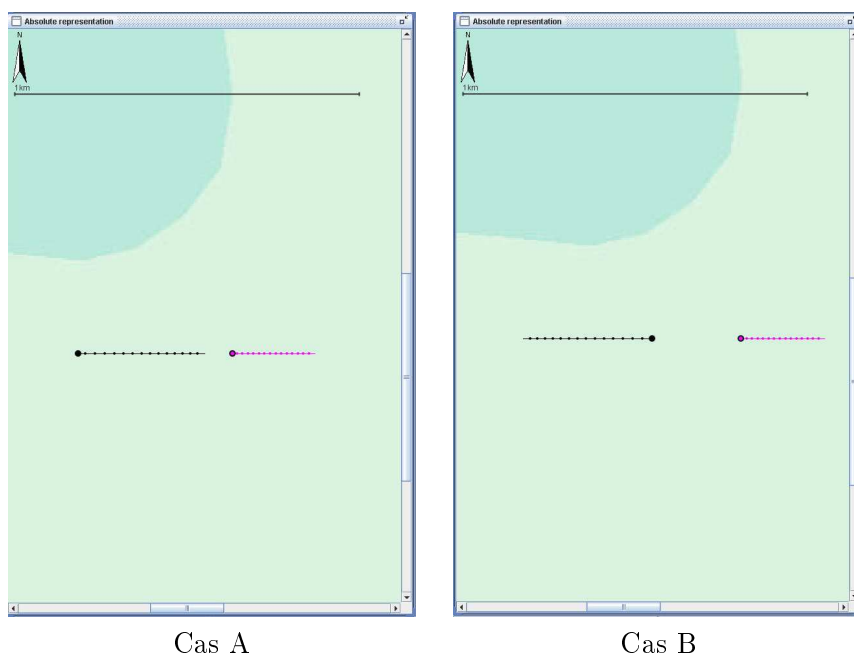 Absolute representation
N
1km
Absolute representation
N
1km
Cas A
Cas B